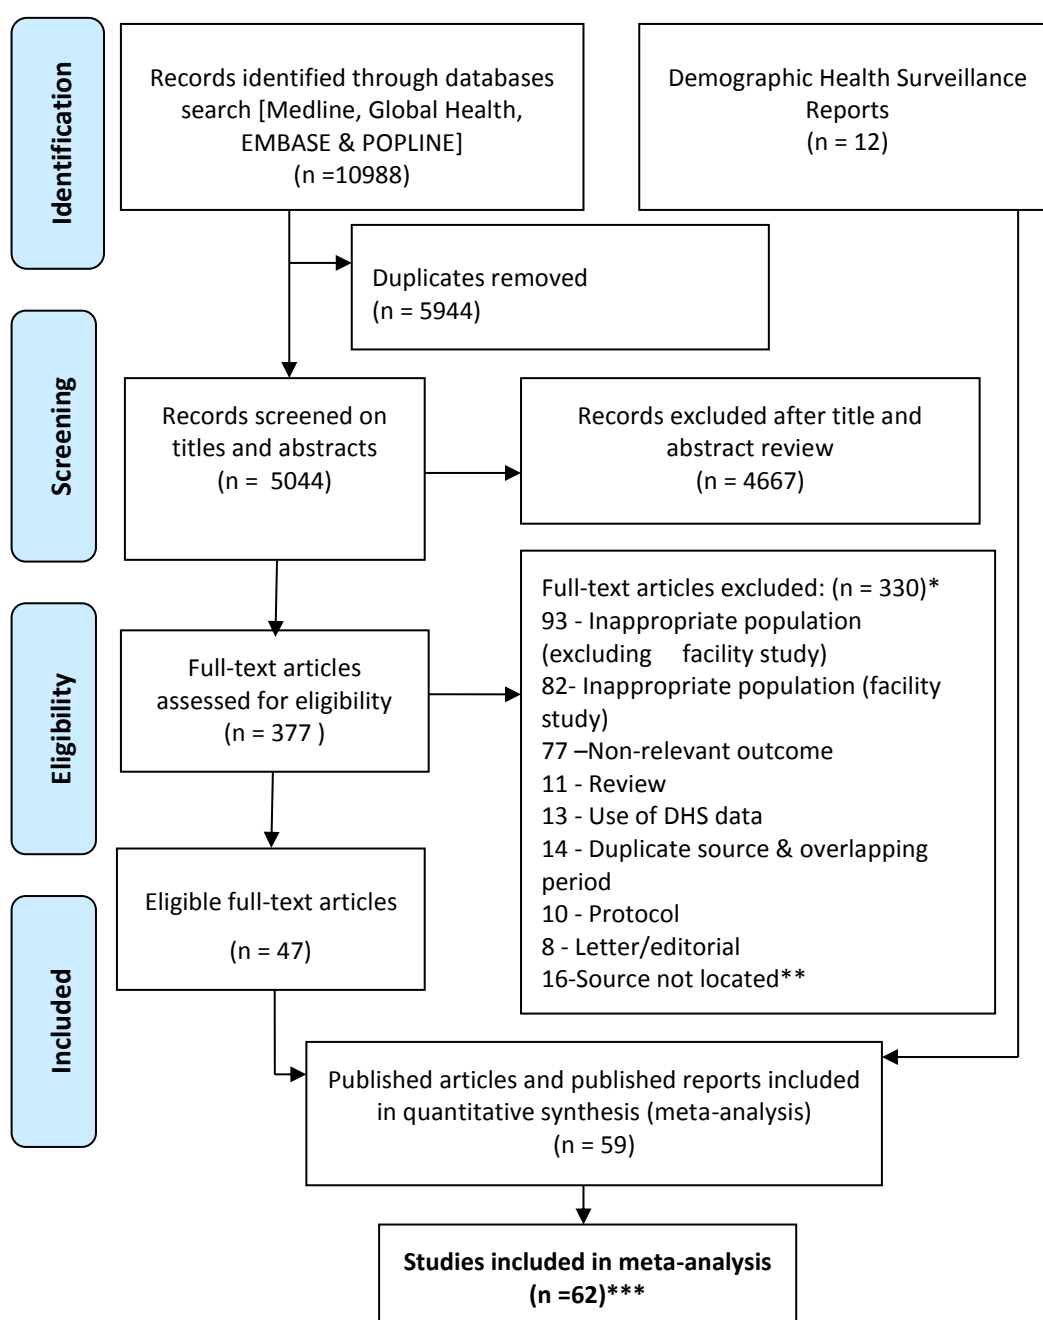 Identification
Records identified through databases
search [Medline, Global Health,
EMBASE & POPLINE]
(n =10988)
Demographic Health Surveillance
Reports
(n = 12)
Duplicates removed
(n = 5944)
Screening
Records screened on
titles and abstracts
(n =  5044)
Records excluded after title and
abstract review
(n = 4667)
Eligibility
Full-text articles
assessed for eligibility
(n = 377 )
Full-text articles excluded: (n = 330)*
93 - Inappropriate population
(excluding    facility study)
82- Inappropriate population (facility
study)
77 –Non-relevant outcome
11 - Review
13 - Use of DHS data
14 - Duplicate source & overlapping
period
10 - Protocol
8 - Letter/editorial
16-Source not located**
Eligible full-text articles
(n = 47)
Included
Published articles and published reports included
in quantitative synthesis (meta-analysis)
(n = 59)
Studies included in meta-analysis
(n =62)***